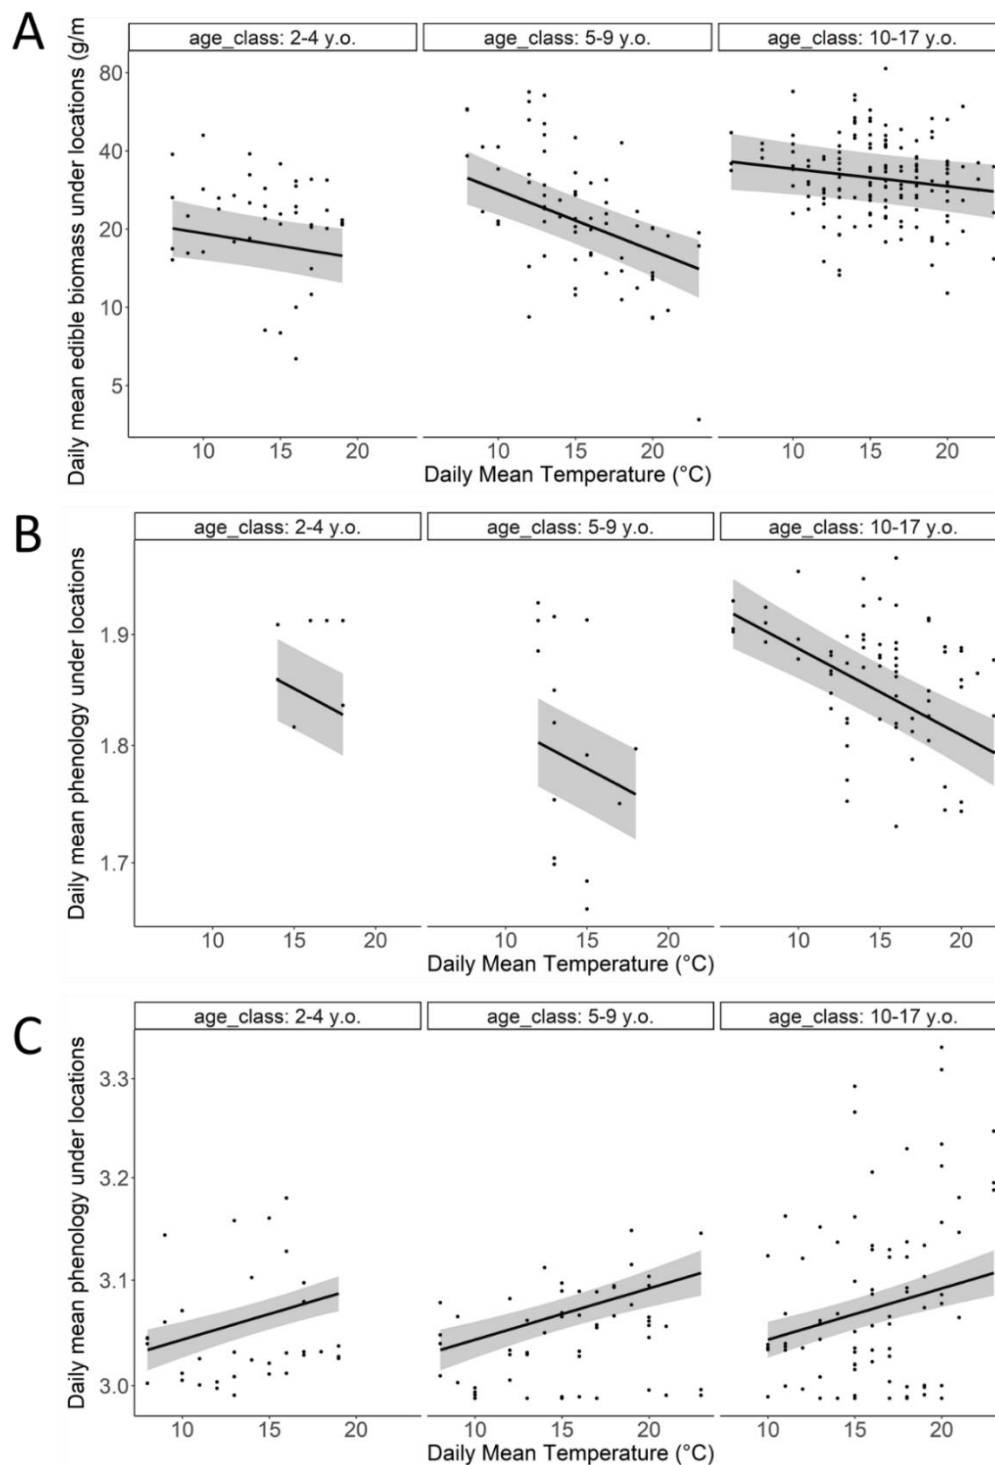 A
age_class: 2-4 y.o. age_class: 5-9 y.o. age_class: 10-17 y.o.
Daily mean edible biomass under locations (g/m
80
40
20
10
5
10 15 20 10 15 20 10 15 20
Daily Mean Temperature (°C)
B
age_class: 2-4 y.o. age_class: 5-9 y.o. age_class: 10-17 y.o.
Daily mean phenology under locations
1.9
1.8
1.7
10 15 20 10 15 20 10 15 20
Daily Mean Temperature (°C)
C
age_class: 2-4 y.o. age_class: 5-9 y.o. age_class: 10-17 y.o.
Daily mean phenology under locations
3.3
3.2
3.1
3.0
10 15 20 10 15 20 10 15 20
Daily Mean Temperature (°C)